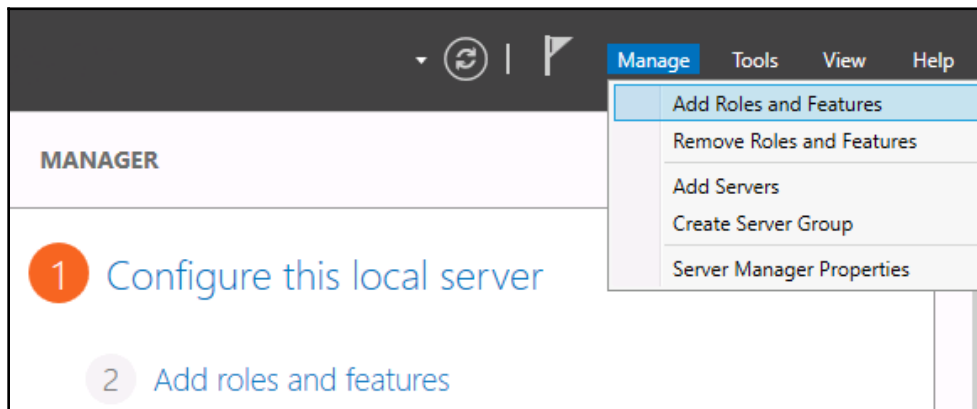 Manage Tools View Help
Add Roles and Features
Remove Roles and Features
Add Servers
Create Server Group
Server Manager Properties
MANAGER
1 Configure this local server
2 Add roles and features